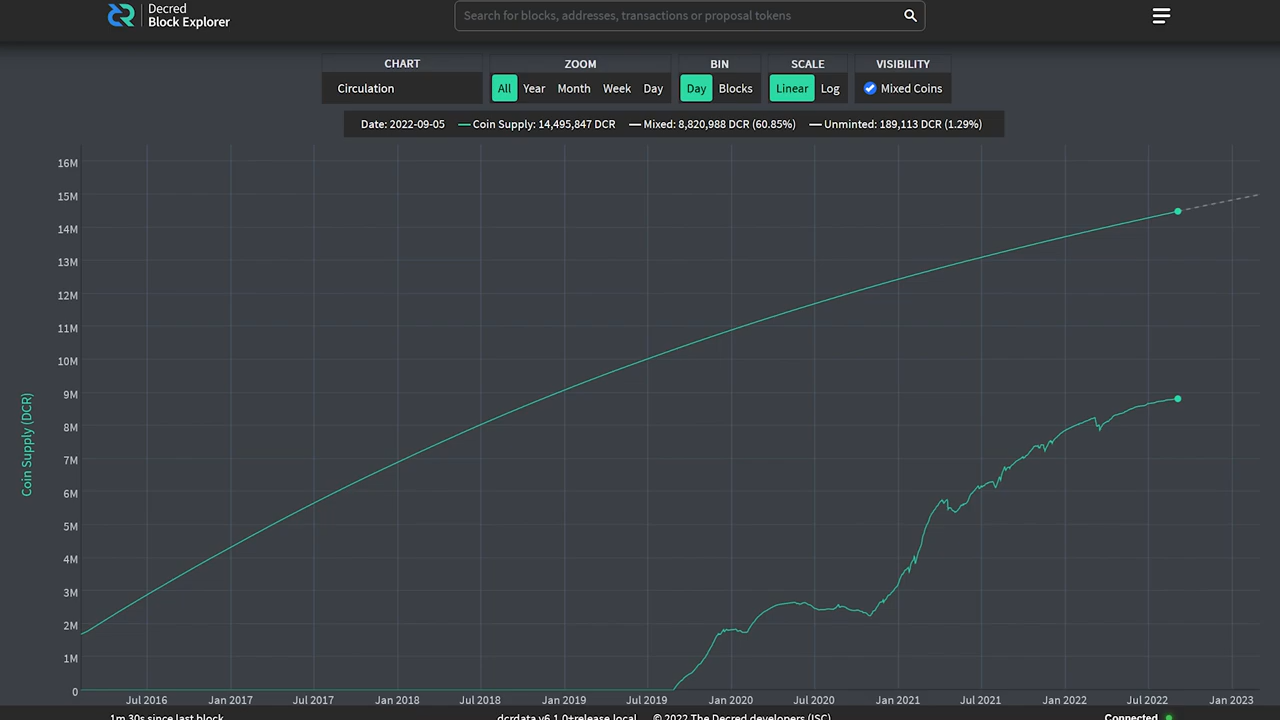 Decred
Block Explorer
Search for blocks, addresses, transactions or proposal tokens
CHART ZOOM BIN SCALE VISIBILITY
Circulation All Year Month Week Day Day Blocks Linear Log Mixed Coins
Date: 2022-09-05 Coin Supply: 14,495,847 DCR Mixed: 8,820,988 DCR (60.85%) Unminted: 189,113 DCR (1.29%)
16M
15M
14M
13M
12M
11M
10M
9M
8M
7M
6M
5M
4M
3M
2M
1M
0
Coin Supply (DCR)
Jul 2016 Jan 2017 Jul 2017 Jan 2018 Jul 2018 Jan 2019 Jul 2019 Jan 2020 Jul 2020 Jan 2021 Jul 2021 Jan 2022 Jul 2022 Jan 2023
1m 30s since last block dcrdata v6.1.0+release.local © 2022 The Decred developers (ISC) Connected